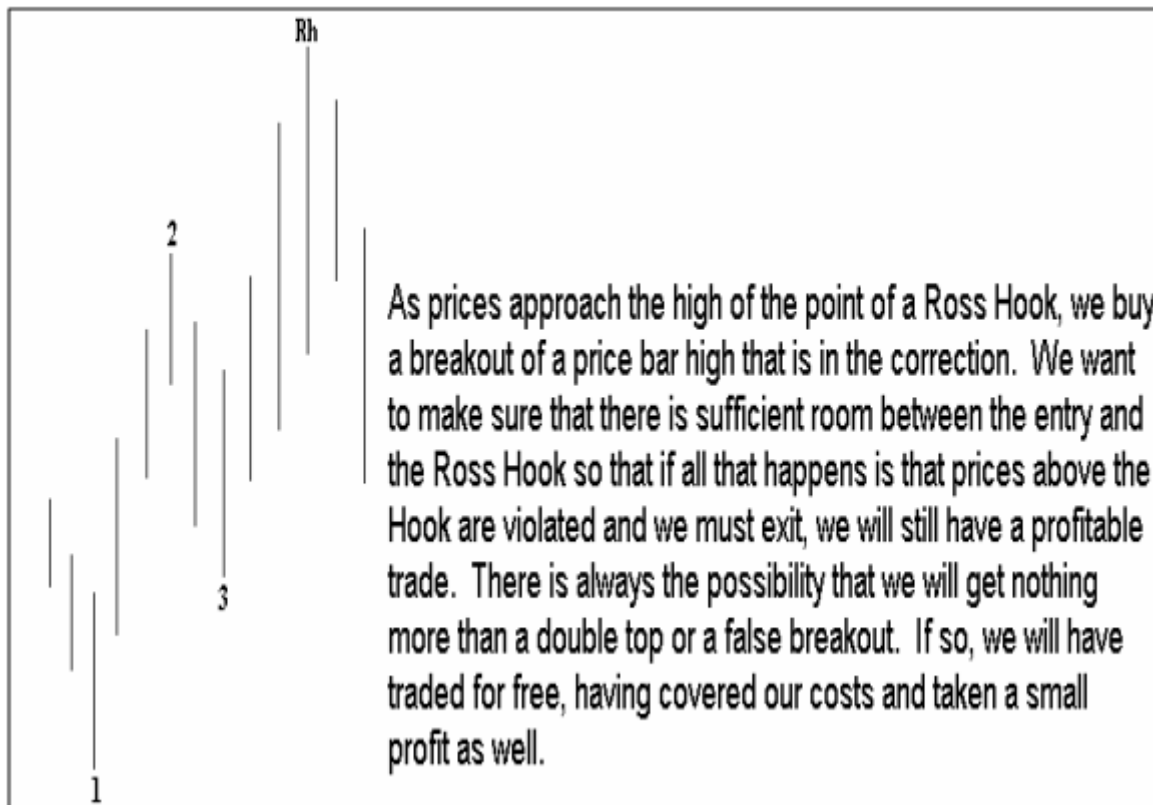 Rh
2
As prices approach the high of the point of a Ross Hook, we buy
a breakout of a price bar high that is in the correction. We want
to make sure that there is sufficient room between the entry and
the Ross Hook so that if all that happens is that prices above the
Hook are violated and we must exit, we will still have a profitable
trade. There is always the possibility that we will get nothing
more than a double top or a false breakout. If so, we will have
traded for free, having covered our costs and taken a small
profit as well.
3
1